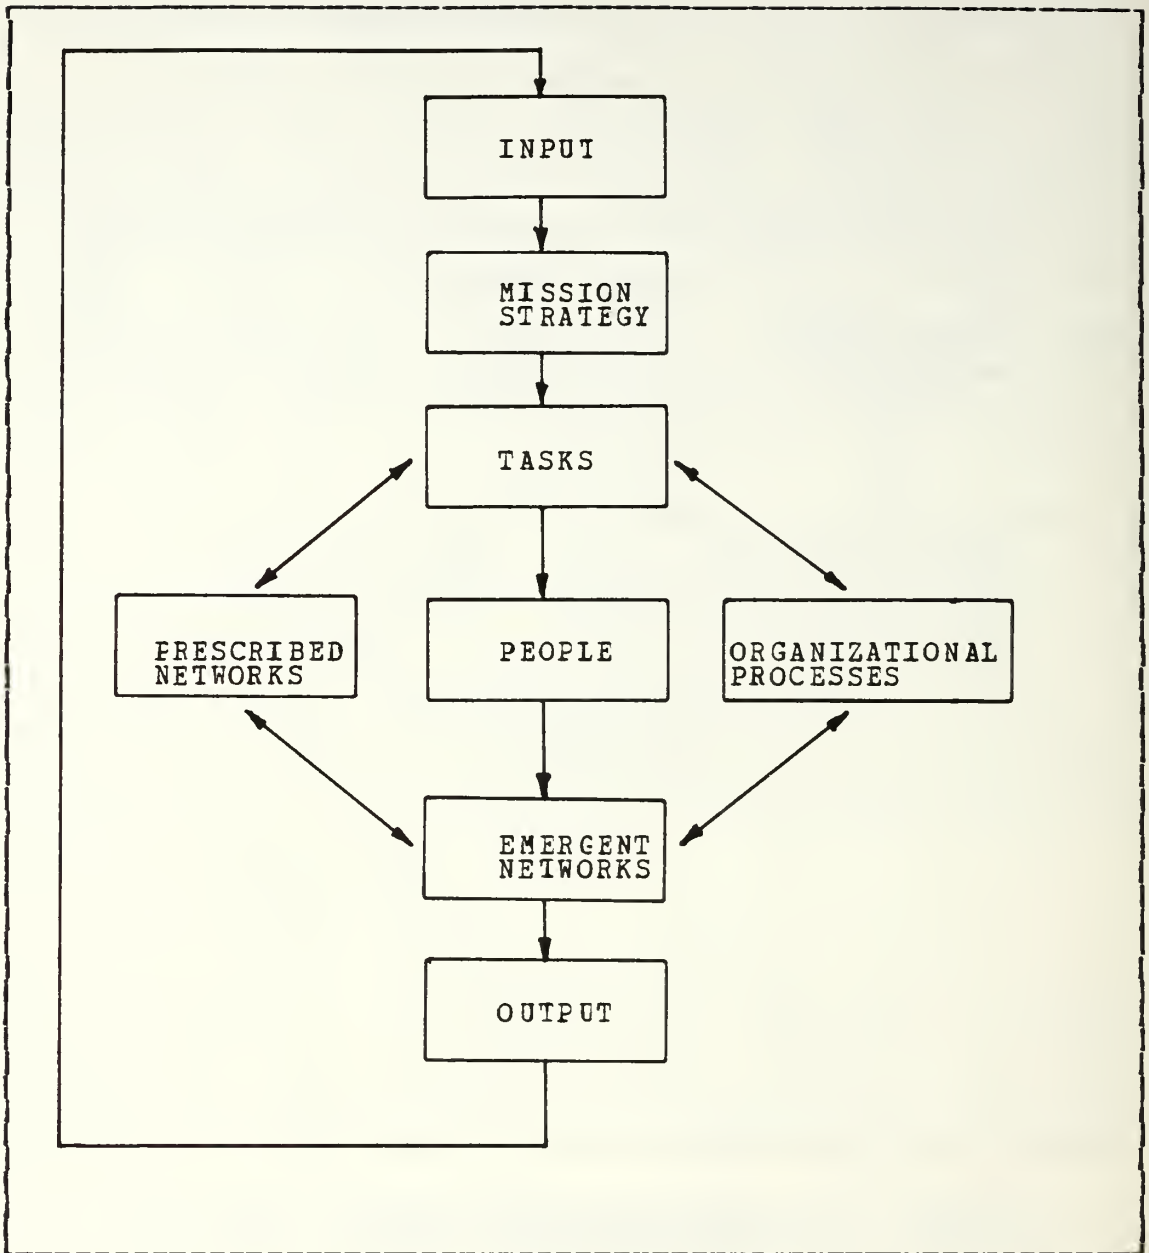 INPUT
MISSION
STRATEGY
TASKS
PRESCRIBED
NETWORKS
PEOPLE
ORGANIZATIONAL
PROCESSES
EMERGENT
NETWORKS
OUTPUT